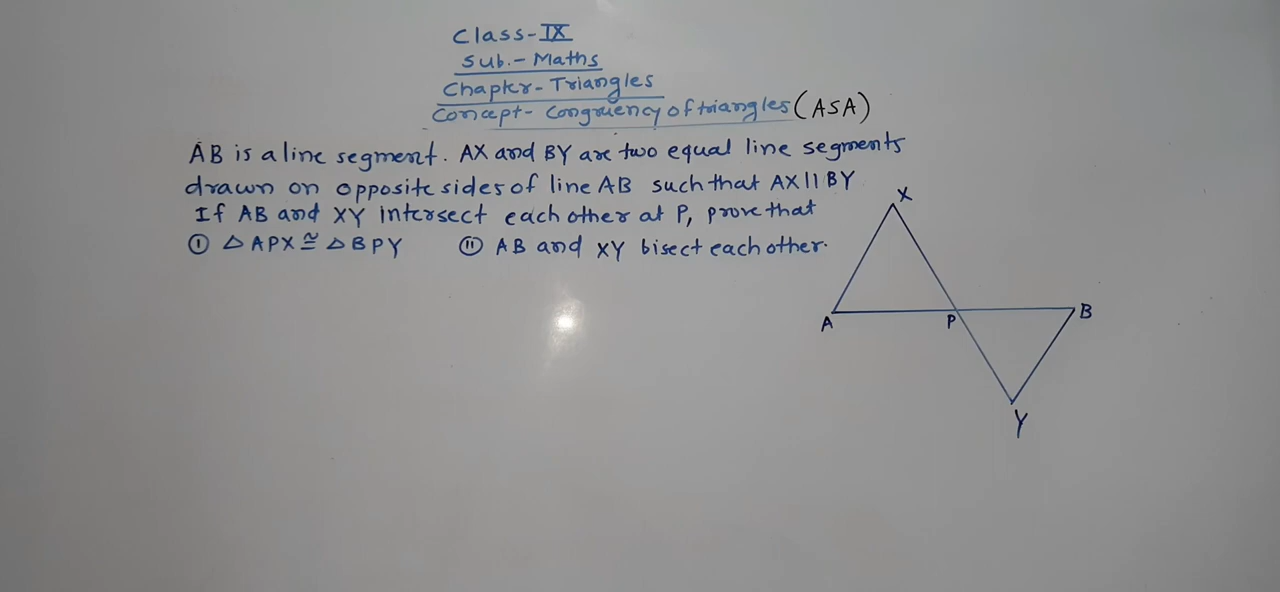 Class-IX
Sub.- Maths
Chapter- Triangles
Concept- Congruency of triangles (ASA)
AB is a line segment. AX and BY are two equal line segments
drawn on opposite sides of line AB such that AX || BY
If AB and XY intersect each other at P, prove that
(i) △APX ≅ △BPY (ii) AB and XY bisect each other.
X
A
P
B
Y